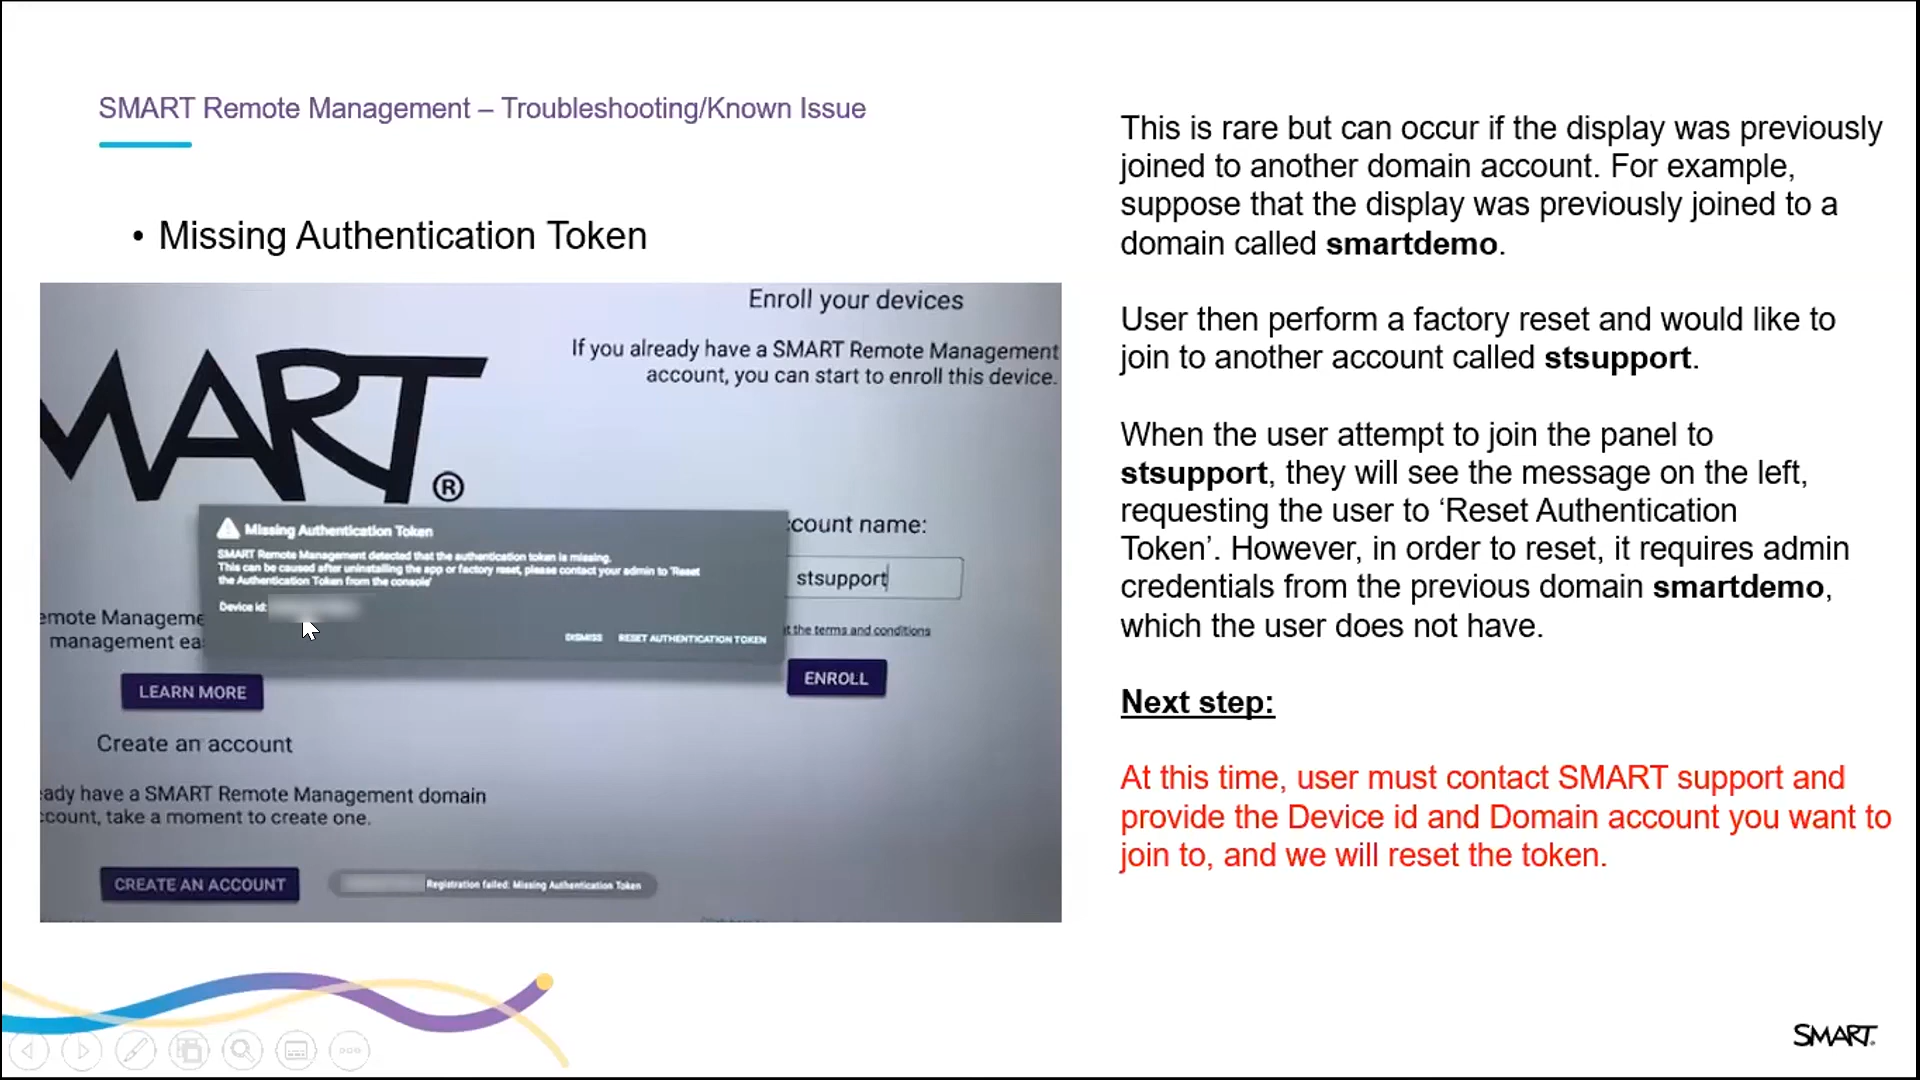 SMART Remote Management – Troubleshooting/Known Issue
• Missing Authentication Token
Enroll your devices
If you already have a SMART Remote Management
account, you can start to enroll this device.
MART®
Missing Authentication Token
SMART Remote Management detected that the authentication token is missing.
This can be caused after uninstalling the app or factory reset, please contact your admin to 'Reset
the Authentication Token from the console'
Device id:
DISMISS RESET AUTHENTICATION TOKEN
count name:
stsupport
t the terms and conditions
ENROLL
emote Manageme
management ea
LEARN MORE
Create an account
ady have a SMART Remote Management domain
count, take a moment to create one.
CREATE AN ACCOUNT
Registration failed: Missing Authentication Token
This is rare but can occur if the display was previously
joined to another domain account. For example,
suppose that the display was previously joined to a
domain called smartdemo.
User then perform a factory reset and would like to
join to another account called stsupport.
When the user attempt to join the panel to
stsupport, they will see the message on the left,
requesting the user to ‘Reset Authentication
Token’. However, in order to reset, it requires admin
credentials from the previous domain smartdemo,
which the user does not have.
Next step:
At this time, user must contact SMART support and
provide the Device id and Domain account you want to
join to, and we will reset the token.
SMART